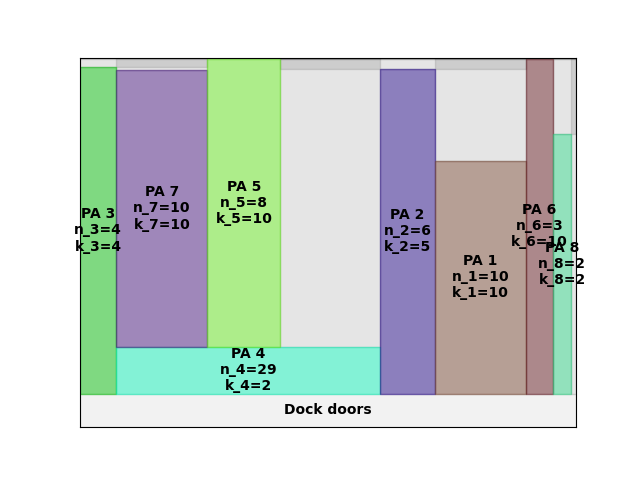 PA 3
n_3=4
k_3=4
PA 7
n_7=10
k_7=10
PA 5
n_5=8
k_5=10
PA 4
n_4=29
k_4=2
PA 2
n_2=6
k_2=5
PA 1
n_1=10
k_1=10
PA 6
n_6=3
k_6=10
PA 8
n_8=2
k_8=2
Dock doors